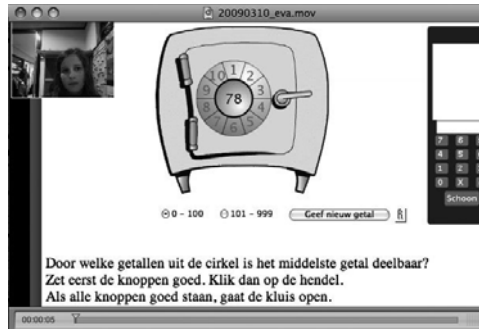 20090310_eva.mov
10 1
9 2
8 78 3
7 4
6 5
0 - 100 101 - 999 Geef nieuw getal
Door welke getallen uit de cirkel is het middelste getal deelbaar?
Zet eerst de knoppen goed. Klik dan op de hendel.
Als alle knoppen goed staan, gaat de kluis open.
4 5
1 2
0 X
Schoon
00:00:05